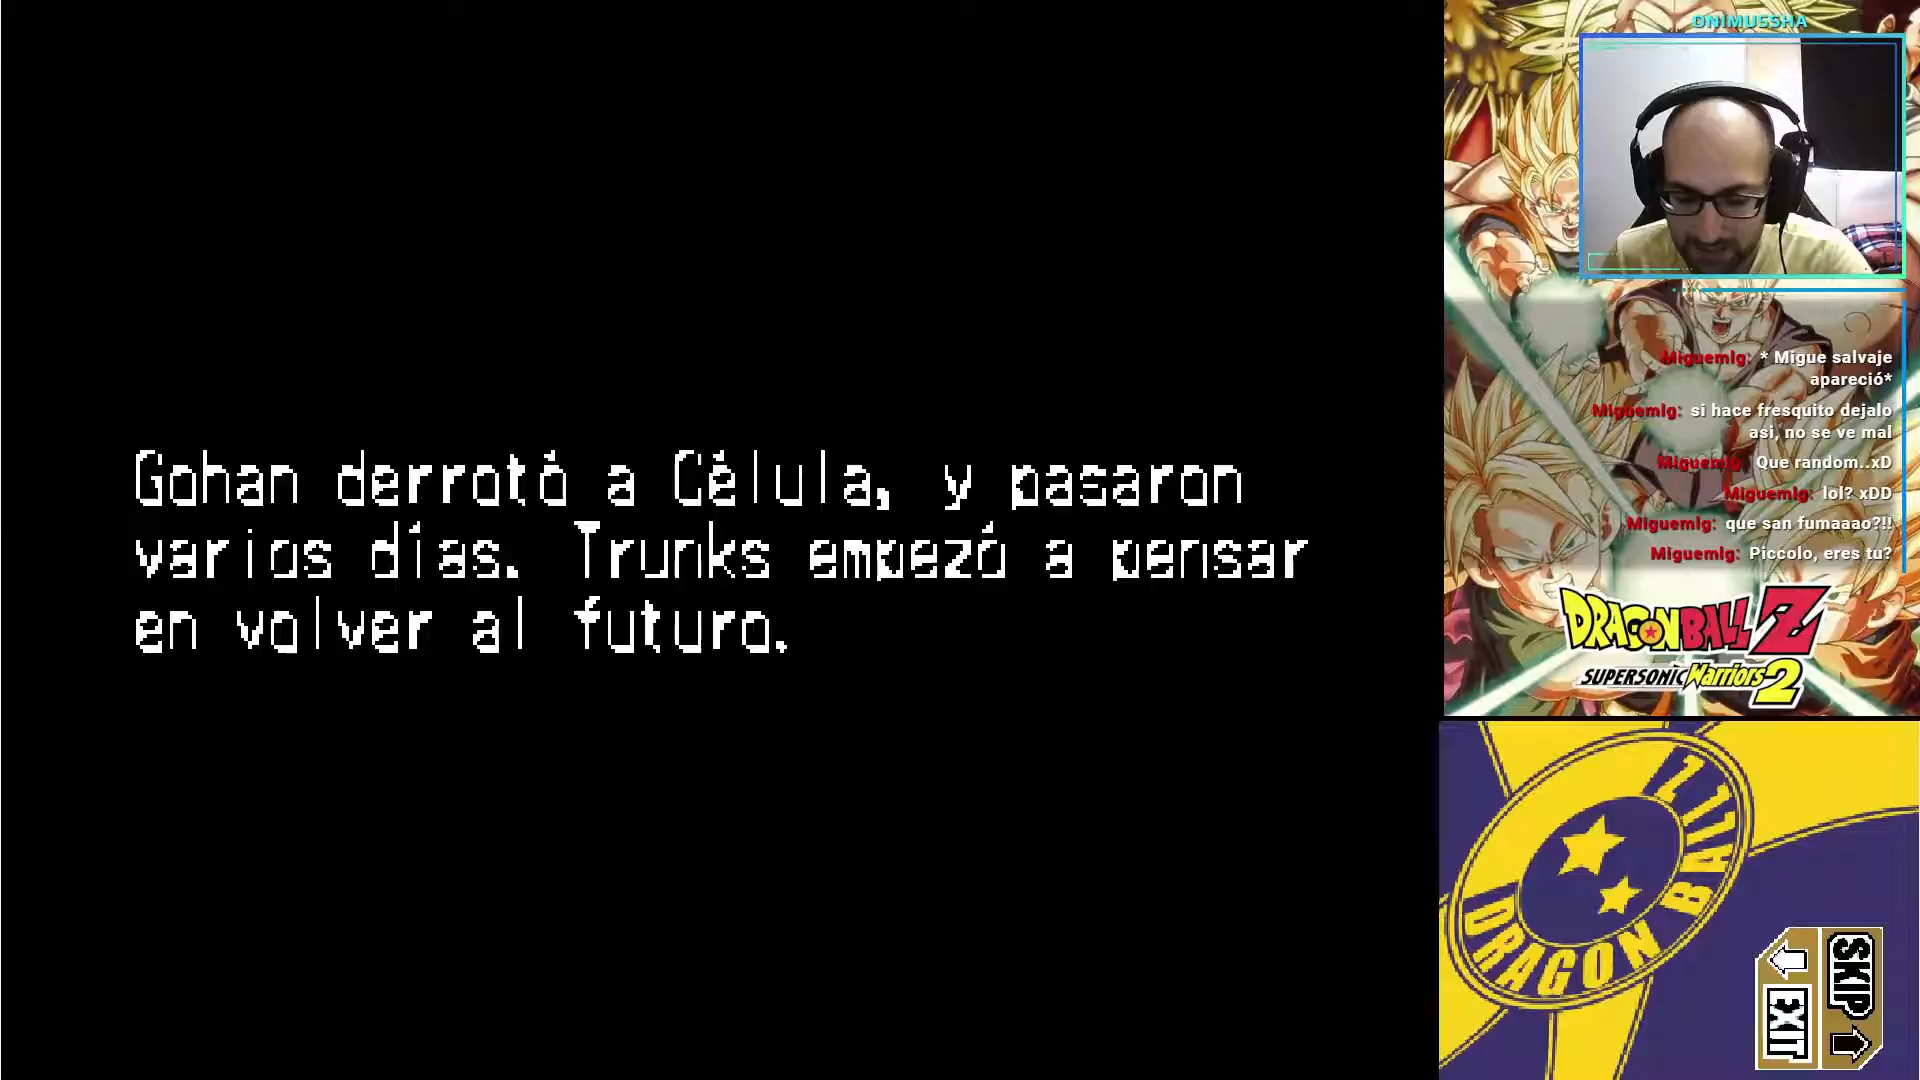 Gohan derrotó a Célula, y pasaron
varios días. Trunks empezó a pensar
en volver al futuro.
ONIMUSSHA
Miguemlg: * Migue salvaje
apareció*
Miguemlg: si hace fresquito dejalo
asi, no se ve mal
Miguemlg: Que random..xD
Miguemlg: lol? xDD
Miguemlg: que san fumaaao?!!
Miguemlg: Piccolo, eres tu?
DRAGON BALL Z
SUPERSONIC Warriors 2
DRAGON BALL Z
SKIP
EXIT